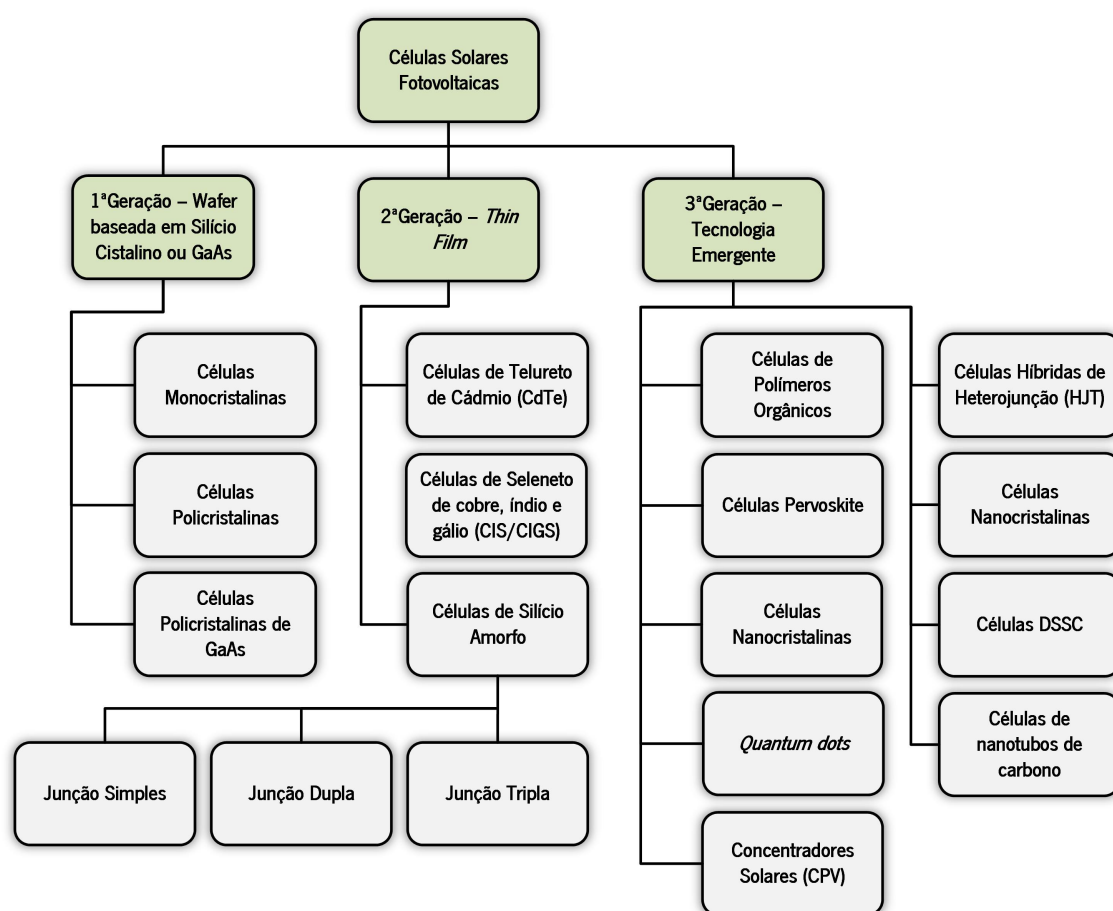 Células Solares
Fotovoltaicas
1ªGeração – Wafer
baseada em Silício
Cistalino ou GaAs
2ªGeração – Thin
Film
3ªGeração –
Tecnologia
Emergente
Células
Monocristalinas
Células
Policristalinas
Células
Policristalinas de
GaAs
Células de Telureto
de Cádmio (CdTe)
Células de Seleneto
de cobre, índio e
gálio (CIS/CIGS)
Células de Silício
Amorfo
Junção Simples
Junção Dupla
Junção Tripla
Células de
Polímeros
Orgânicos
Células Pervoskite
Células
Nanocristalinas
Quantum dots
Concentradores
Solares (CPV)
Células Híbridas de
Heterojunção (HJT)
Células
Nanocristalinas
Células DSSC
Células de
nanotubos de
carbono